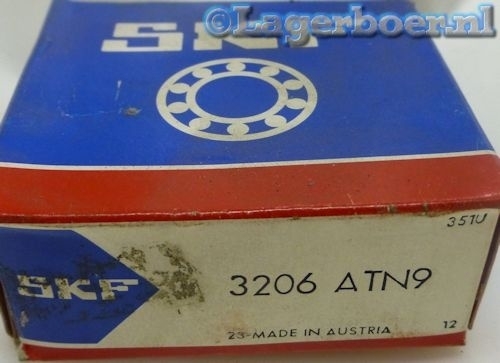 ©Lagerboer.nl
SKF
351U
SKF
3206 ATN9
23-MADE IN AUSTRIA
12